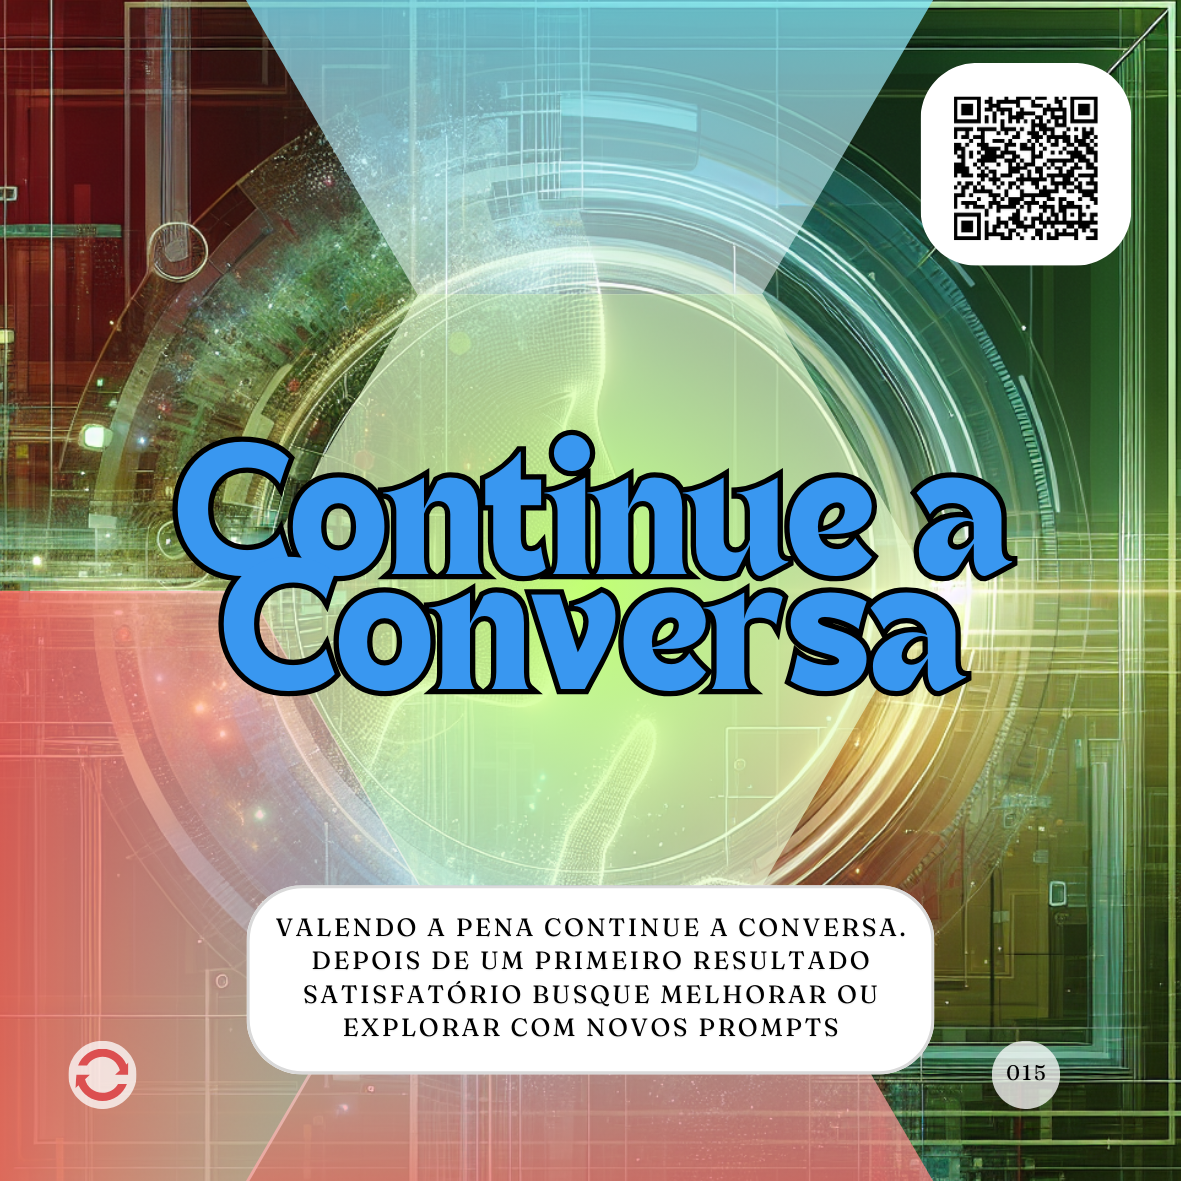 Continue a
Conversa
VALENDO A PENA CONTINUE A CONVERSA.
DEPOIS DE UM PRIMEIRO RESULTADO
SATISFATÓRIO BUSQUE MELHORAR OU
EXPLORAR COM NOVOS PROMPTS
015